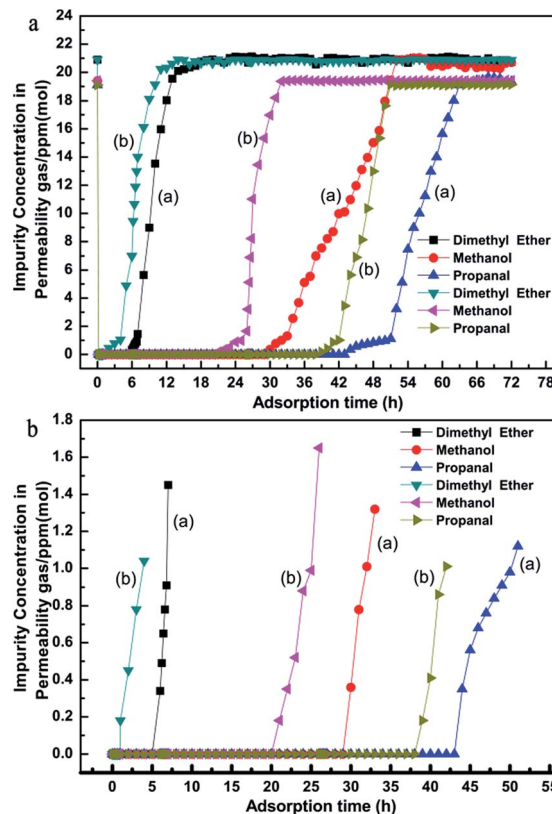 a
Impurity Concentration in
Permeability gas/ppm(mol)
22
21
20
18
16
14
12
10
8
6
4
2
0
(b)
(a)
(b)
(a)
(b)
(a)
Dimethyl Ether
Methanol
Propanal
Dimethyl Ether
Methanol
Propanal
0 6 12 18 24 30 36 42 48 54 60 66 72 78
Adsorption time (h)
b
Impurity Concentration in
Permeability gas/ppm(mol)
1.8
1.6
1.4
1.2
1.0
0.8
0.6
0.4
0.2
0.0
Dimethyl Ether
Methanol
Propanal
Dimethyl Ether
Methanol
Propanal
(b)
(a)
(b)
(a)
(b)
(a)
0 5 10 15 20 25 30 35 40 45 50 55
Adsorption time (h)